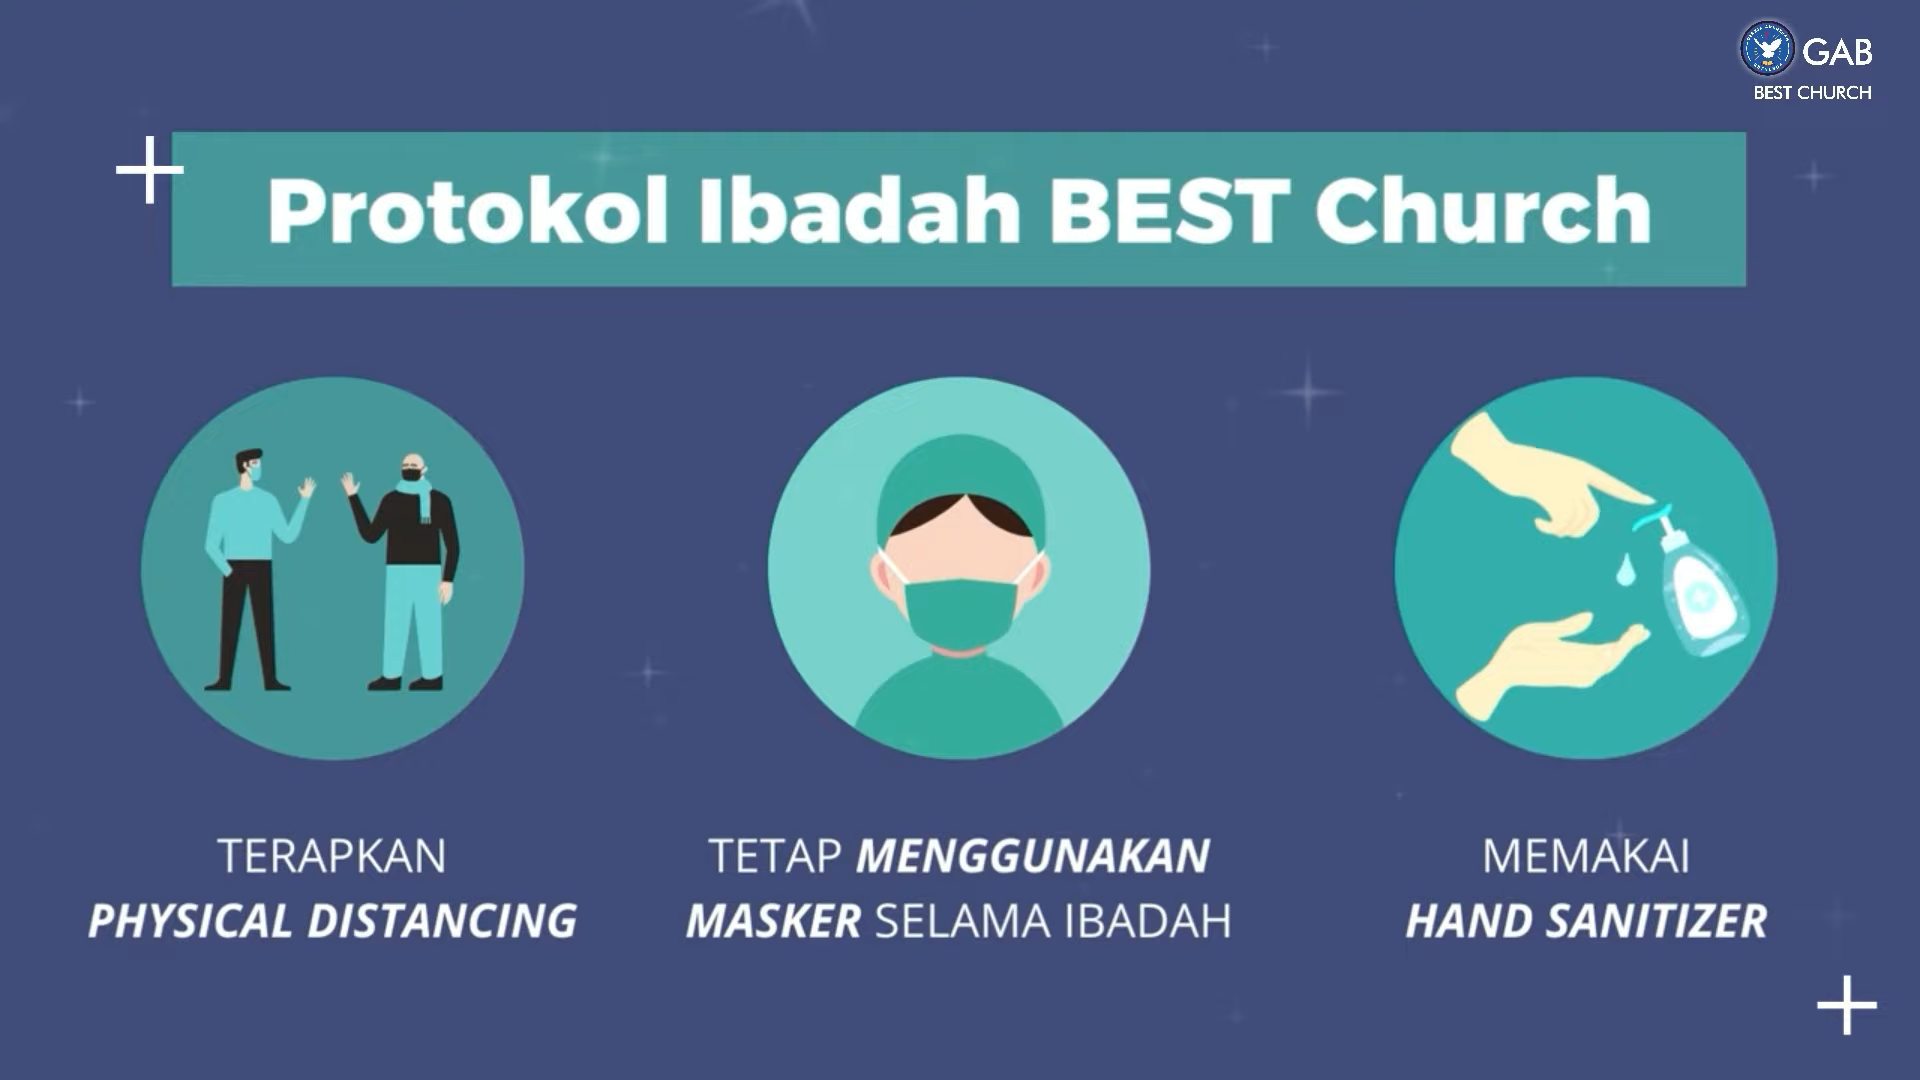 GAB
BEST CHURCH
Protokol Ibadah BEST Church
TERAPKAN
PHYSICAL DISTANCING
TETAP MENGGUNAKAN
MASKER SELAMA IBADAH
MEMAKAI
HAND SANITIZER